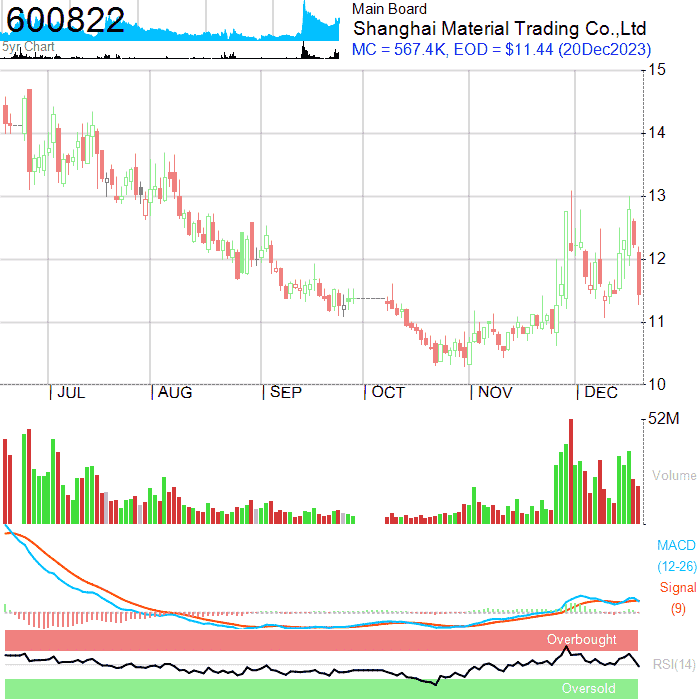 600822
5yr Chart
Main Board
Shanghai Material Trading Co.,Ltd
MC = 567.4K, EOD = $11.44 (20Dec2023)
15
14
13
12
11
10
JUL AUG SEP OCT NOV DEC
52M
Volume
MACD
(12-26)
Signal
(9)
Overbought
RSI(14)
Oversold